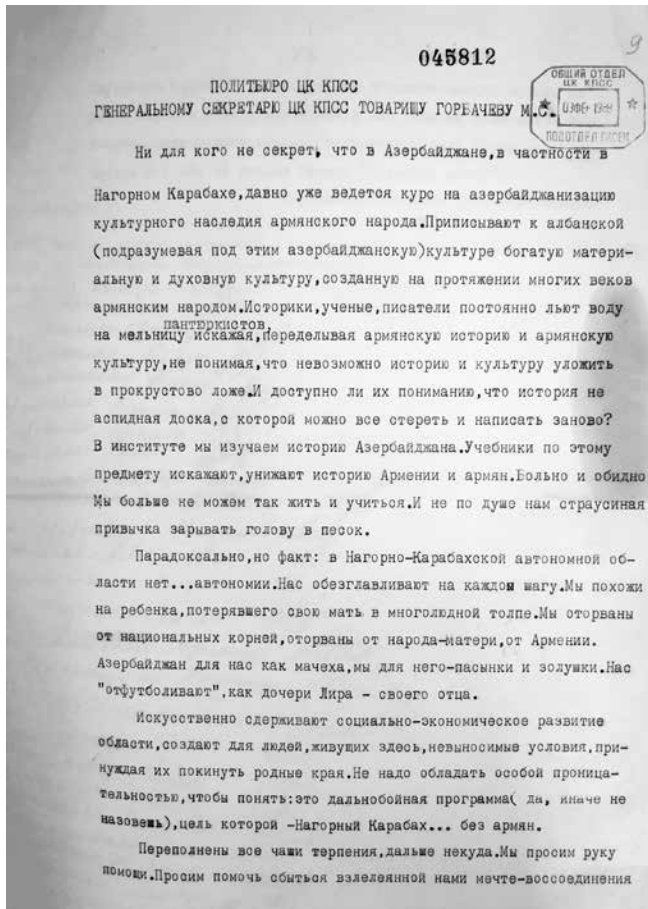 9
045812
ОБЩИЙ ОТДЕЛ
ЦК КПСС
ПОЛИТБЮРО ЦК КПСС
ГЕНЕРАЛЬНОМУ СЕКРЕТАРЮ ЦК КПСС ТОВАРИЩУ ГОРБАЧЕВУ М.С.
Ни для кого не секрет, что в Азербайджане,в частности в
Нагорном Карабахе,давно уже ведется курс на азербайджанизацию
культурного наследия армянского народа.Приписывают к албанской
(подразумевая под этим азербайджанскую)культуре богатую матери-
альную и духовную культуру,созданную на протяжении многих веков
армянским народом.Историки,ученые,писатели постоянно льют воду
пантюркистов,
на мельницу искажая,переделывая армянскую историю и армянскую
культуру,не понимая,что невозможно историю и культуру уложить
в прокрустово ложе.И доступно ли их пониманию,что история не
аспидная доска,с которой можно все стереть и написать заново?
В институте мы изучаем историю Азербайджана.Учебники по этому
предмету искажают,унижают историю Армении и армян.Больно и обидно
Мы больше не можем так жить и учиться.И не по душе нам страусиная
привычка зарывать голову в песок.
Парадоксально,но факт: в Нагорно-Карабахской автономной об-
ласти нет...автономии.Нас обезглавливают на каждом шагу.Мы похожи
на ребенка,потерявшего свою мать в многолюдной толпе.Мы оторваны
от национальных корней,оторваны от народа-матери,от Армении.
Азербайджан для нас как мачеха,мы для него-пасынки и золушки.Нас
"отфутболивают",как дочери Лира - своего отца.
Искусственно сдерживают социально-экономическое развитие
области,создают для людей,живущих здесь,невыносимые условия,при-
нуждая их покинуть родные края.Не надо обладать особой проница-
тельностью,чтобы понять:это дальнобойная программа( да, иначе не
назовешь),цель которой -Нагорный Карабах... без армян.
Переполнены все чаши терпения,дальше некуда.Мы просим руку
помощи.Просим помочь сбыться взлелеянной нами мечте-воссоединения